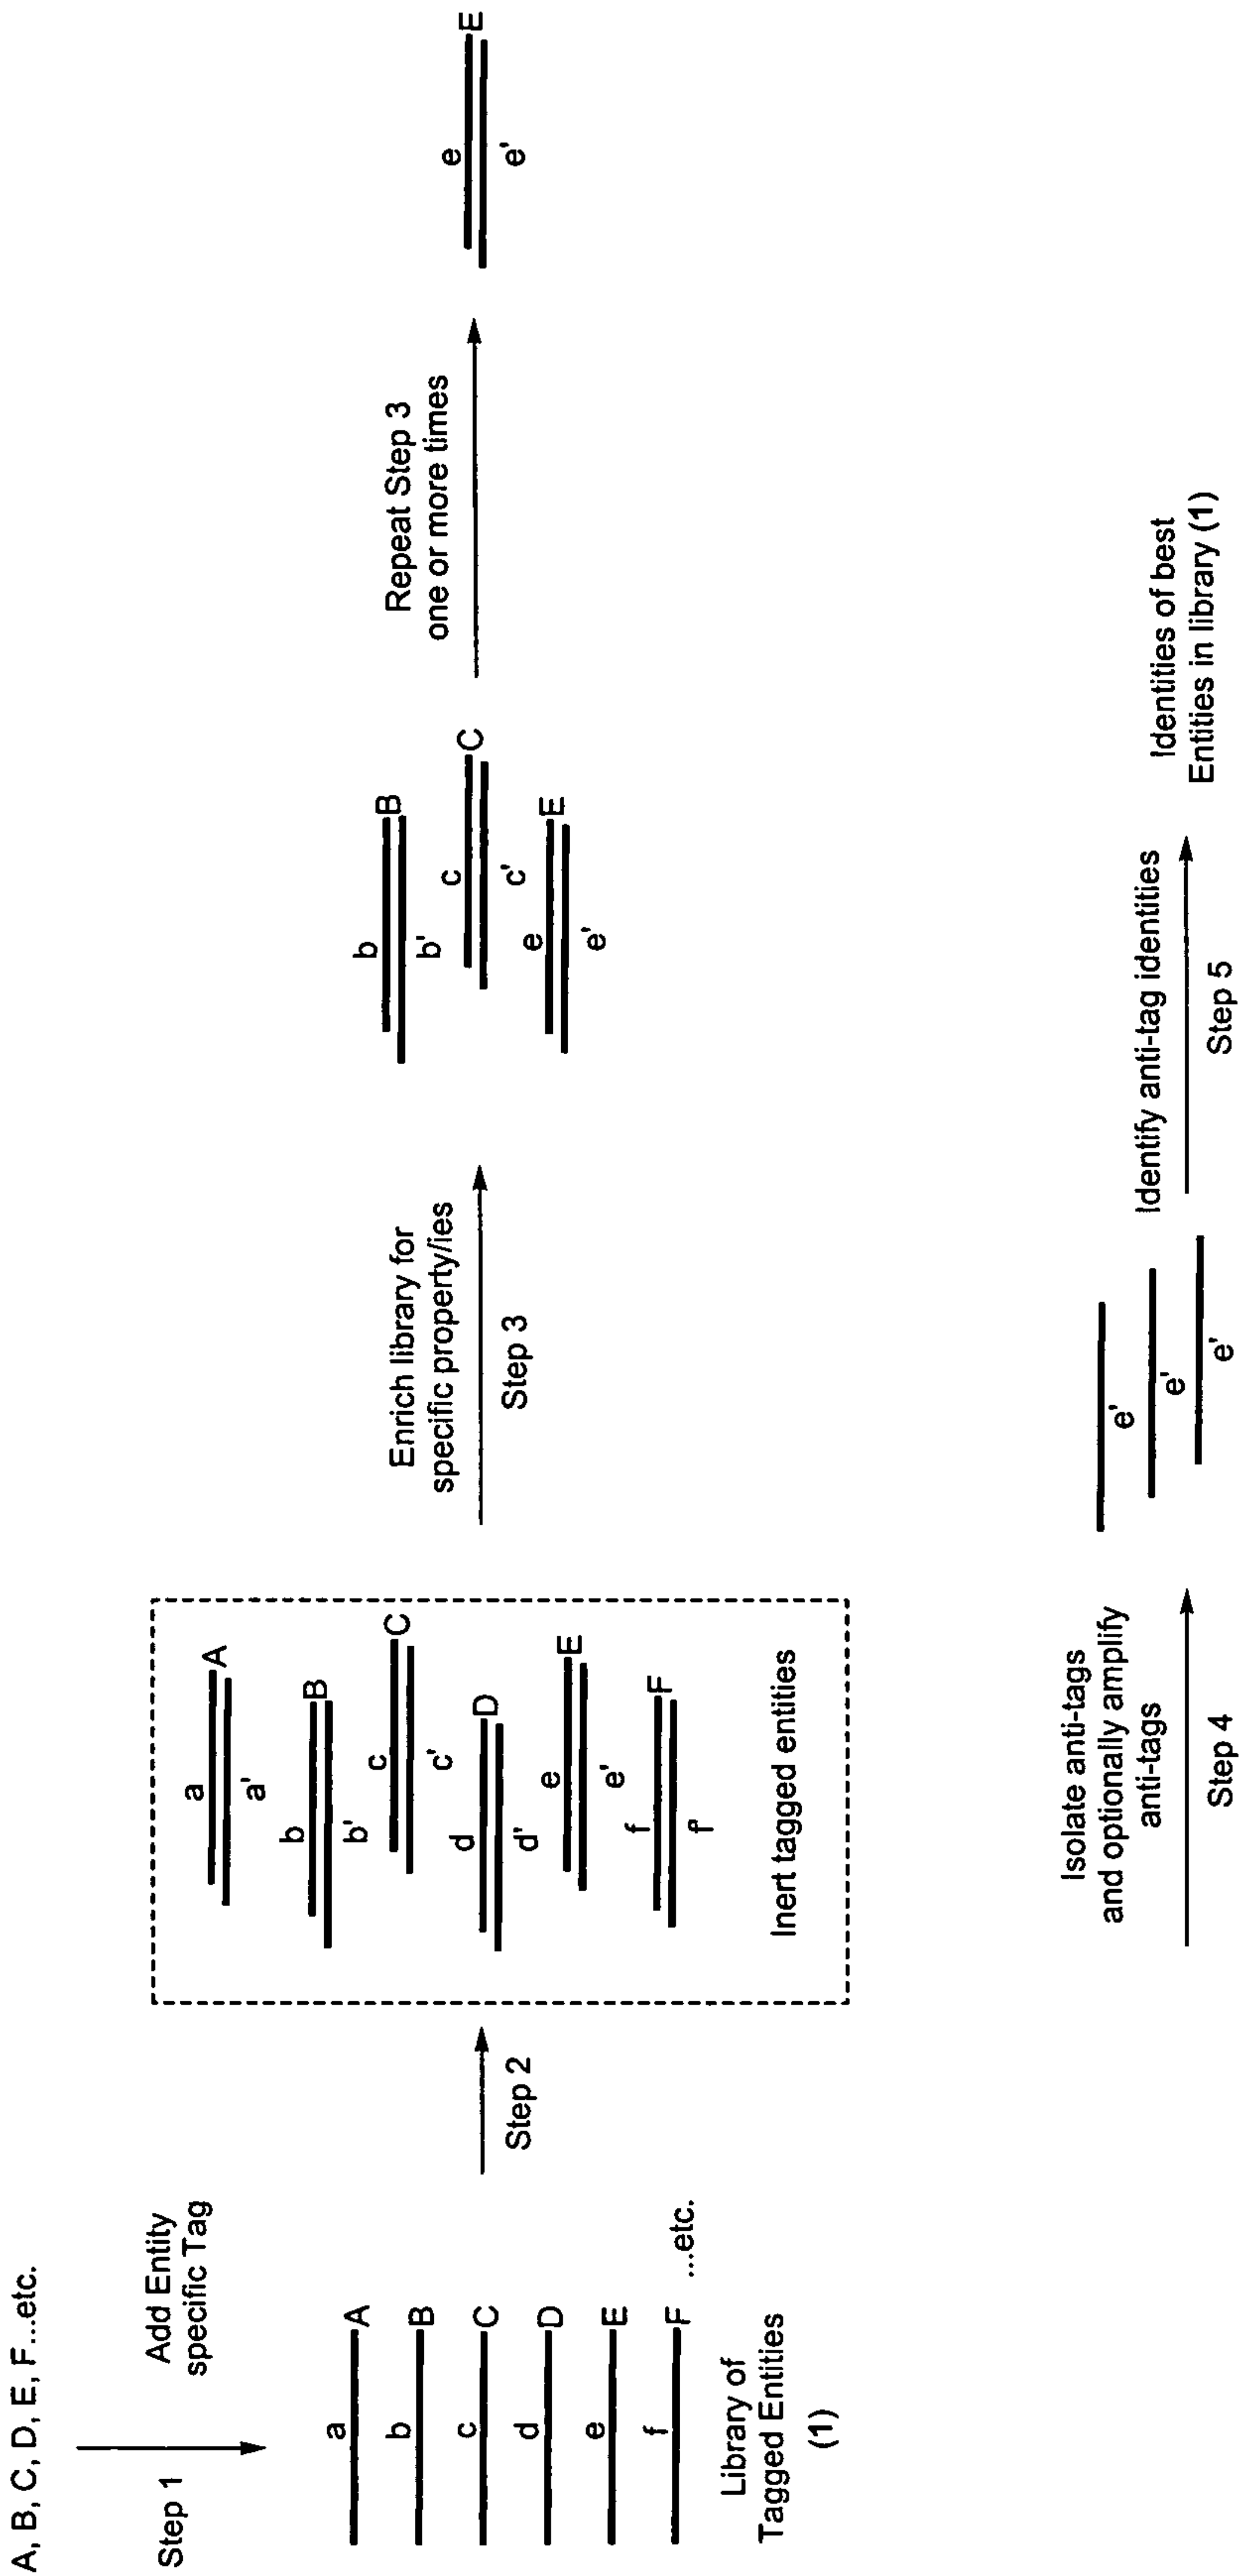 A, B, C, D, E, F...etc.
Step 1
Add Entity
specific Tag
a
A
b
B
c
C
d
D
e
E
f
F
...etc.
Library of
Tagged Entities
(1)
Step 2
a
A
a'
b
B
b'
c
C
c'
d
D
d'
e
E
e'
f
F
f'
Inert tagged entities
Enrich library for
specific property/ies
Step 3
b
B
b'
c
C
c'
e
E
e'
Repeat Step 3
one or more times
e
E
e'
Isolate anti-tags
and optionally amplify
anti-tags
Step 4
e'
e'
e'
Identify anti-tag identities
Step 5
Identities of best
Entities in library (1)